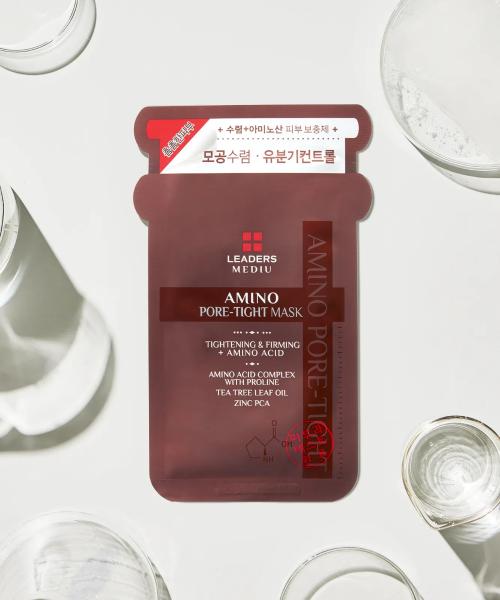 + 수렴+아미노산 피부 보충제 +
모공수렴 · 유분기컨트롤
LEADERS
MEDIU
AMINO
PORE-TIGHT MASK
TIGHTENING & FIRMING
+ AMINO ACID
AMINO ACID COMPLEX
WITH PROLINE
TEA TREE LEAF OIL
ZINC PCA
AMINO PORE-TIGHT
O
OH
NH